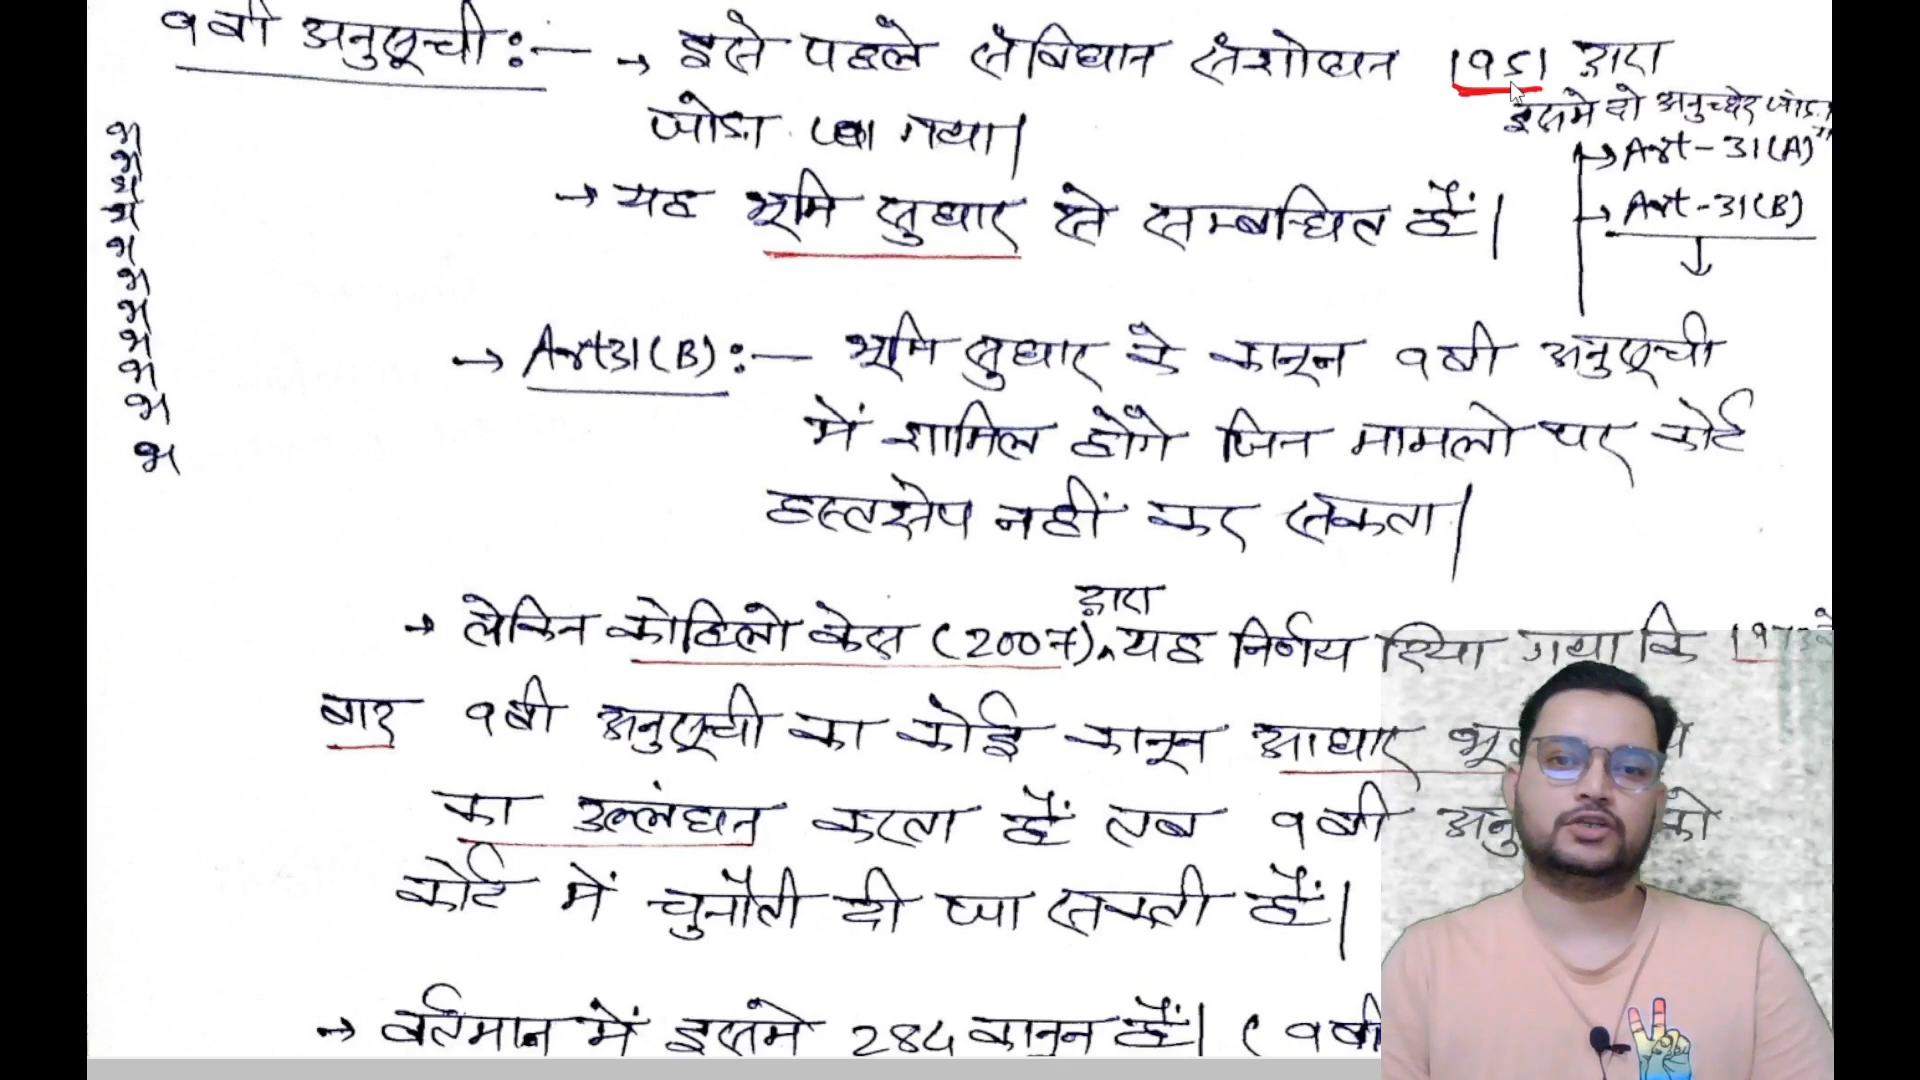 9वी अनुसूची :— → इसे पहले संविधान संशोधन 1951 द्वारा
जोड़ा गया।
इसमे दो अनुच्छेद जोड़ा
→ Art-31(A)
→ Art-31(B)
→ यह भूमि सुधार से सम्बन्धित हैं।
→ Art31(B) :— भूमि सुधार के कानून 9वी अनुसूची
में शामिल होंगे जिन मामलो पर कोर्ट
हस्तक्षेप नहीं कर सकता।
→ लेकिन कोहिलो केस (2007) द्वारा यह निर्णय दिया गया कि 1973 के
बाद 9वी अनुसूची का कोई कानून आधार
का उल्लंघन करता हैं तब 9वी को
कोर्ट में चुनौती दी जा सकती हैं।
→ वर्तमान में इसमे 284 कानून हैं। (9वी
भ
भ
भ
भ
भ
भ
भ
भ
भ
भ
भ